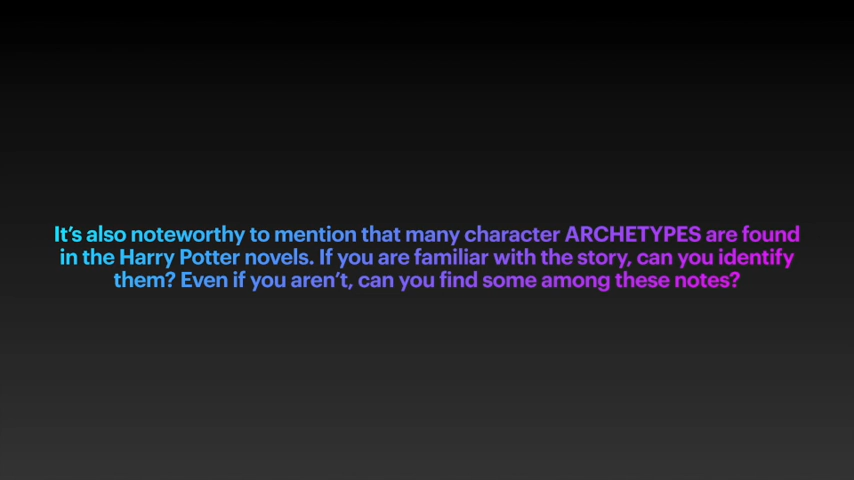 It’s also noteworthy to mention that many character ARCHETYPES are found
in the Harry Potter novels. If you are familiar with the story, can you identify
them? Even if you aren’t, can you find some among these notes?